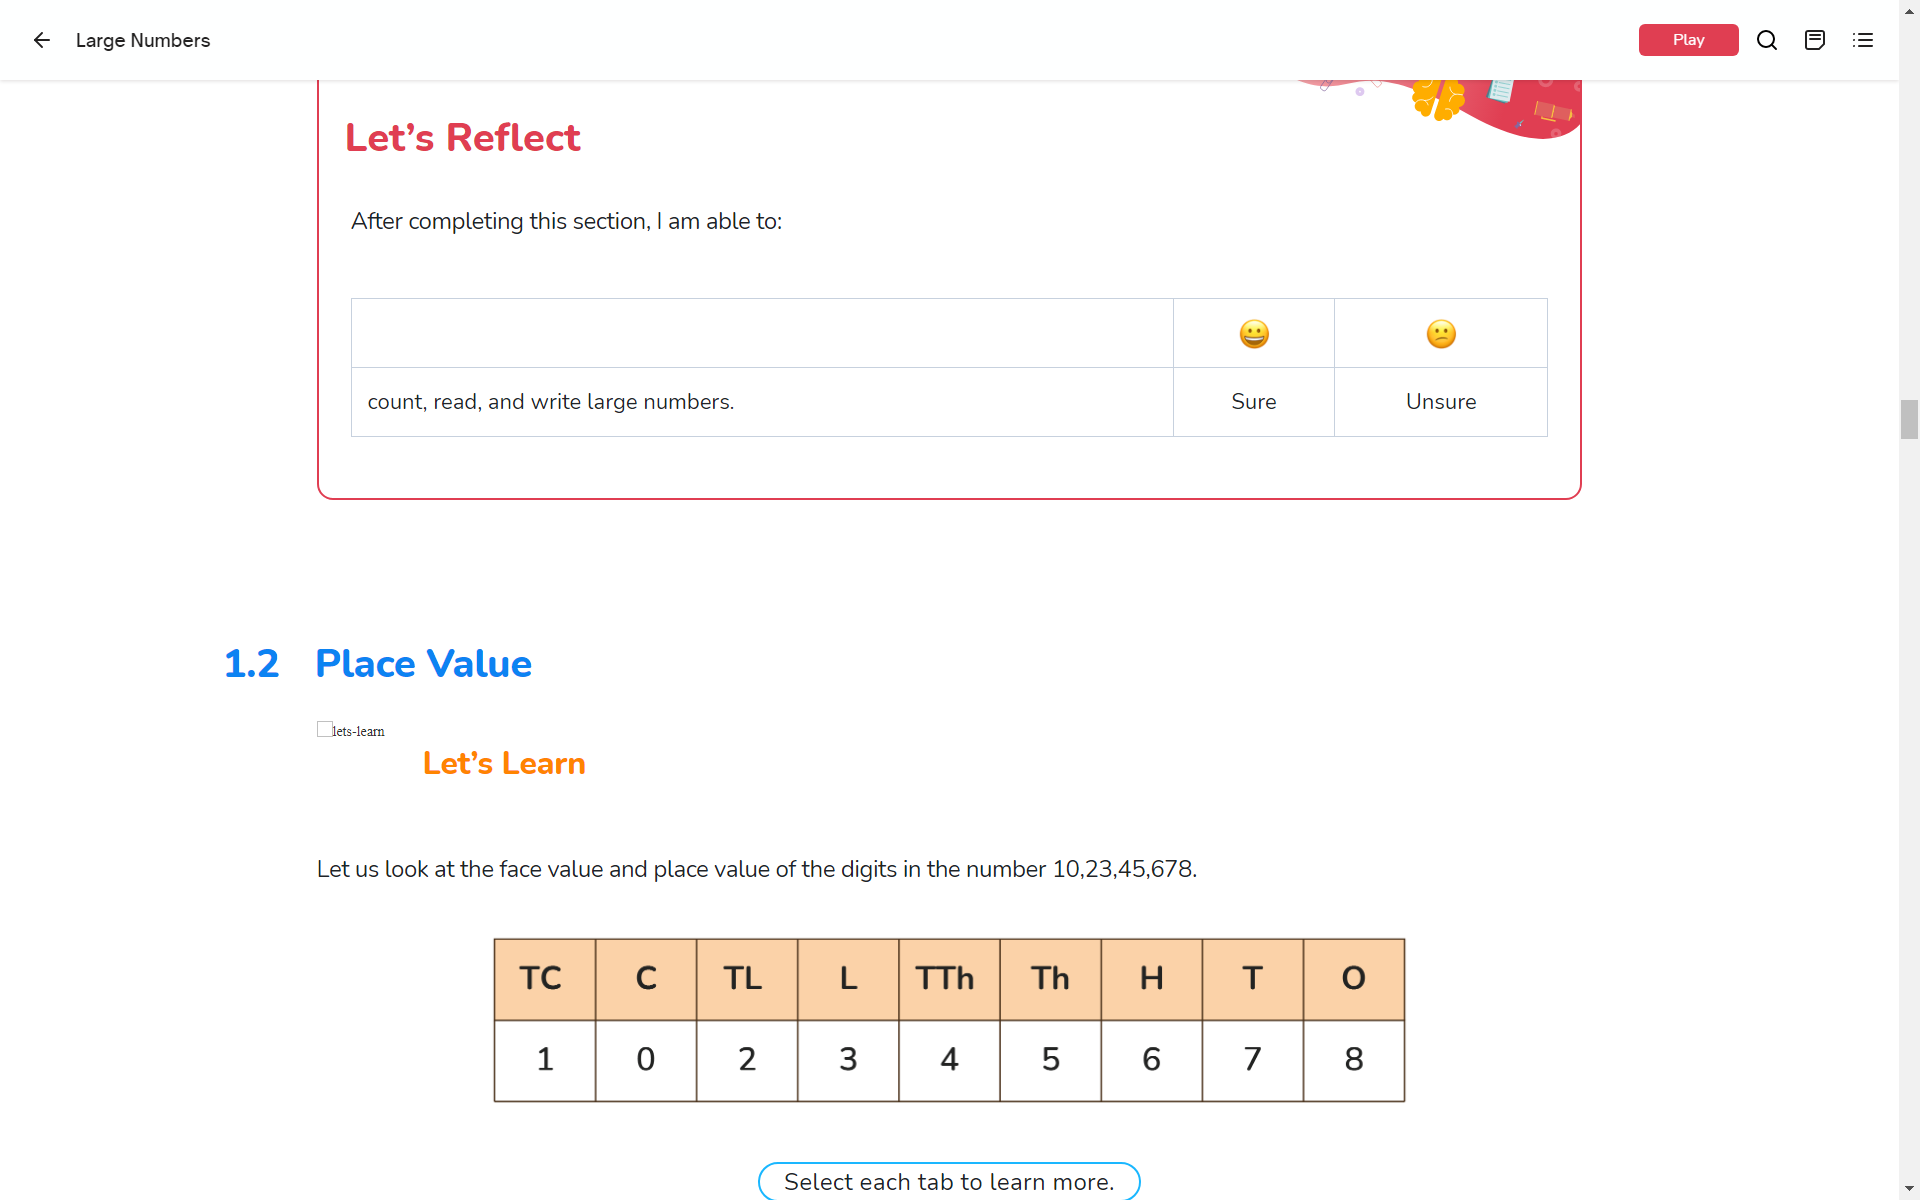 Large Numbers
Play
Let’s Reflect
After completing this section, I am able to:
count, read, and write large numbers. Sure Unsure
1.2 Place Value
lets-learn
Let’s Learn
Let us look at the face value and place value of the digits in the number 10,23,45,678.
TC C TL L TTh Th H T O
1 0 2 3 4 5 6 7 8
Select each tab to learn more.